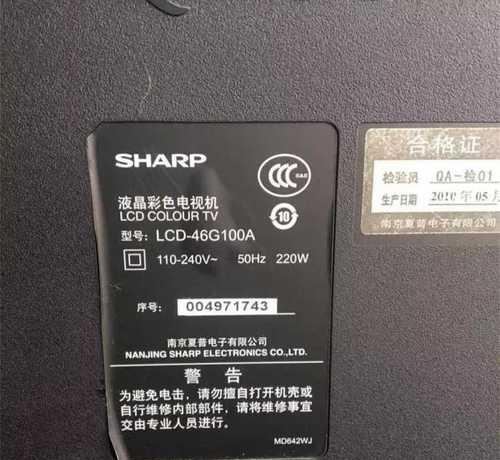 SHARP
CCC
S&E
液晶彩色电视机
LCD COLOUR TV
10
型号: LCD-46G100A
110-240V~ 50Hz 220W
序号: 004971743
南京夏普电子有限公司
NANJING SHARP ELECTRONICS CO.,LTD.
警 告
为避免电击，请勿擅自打开机壳或
自行维修内部部件，请将维修事宜
交由专业人员进行。
MD642WJ
合格证
检验员 QA-检01
生产日期 2010 年 05 月
南京夏普电子有限公司